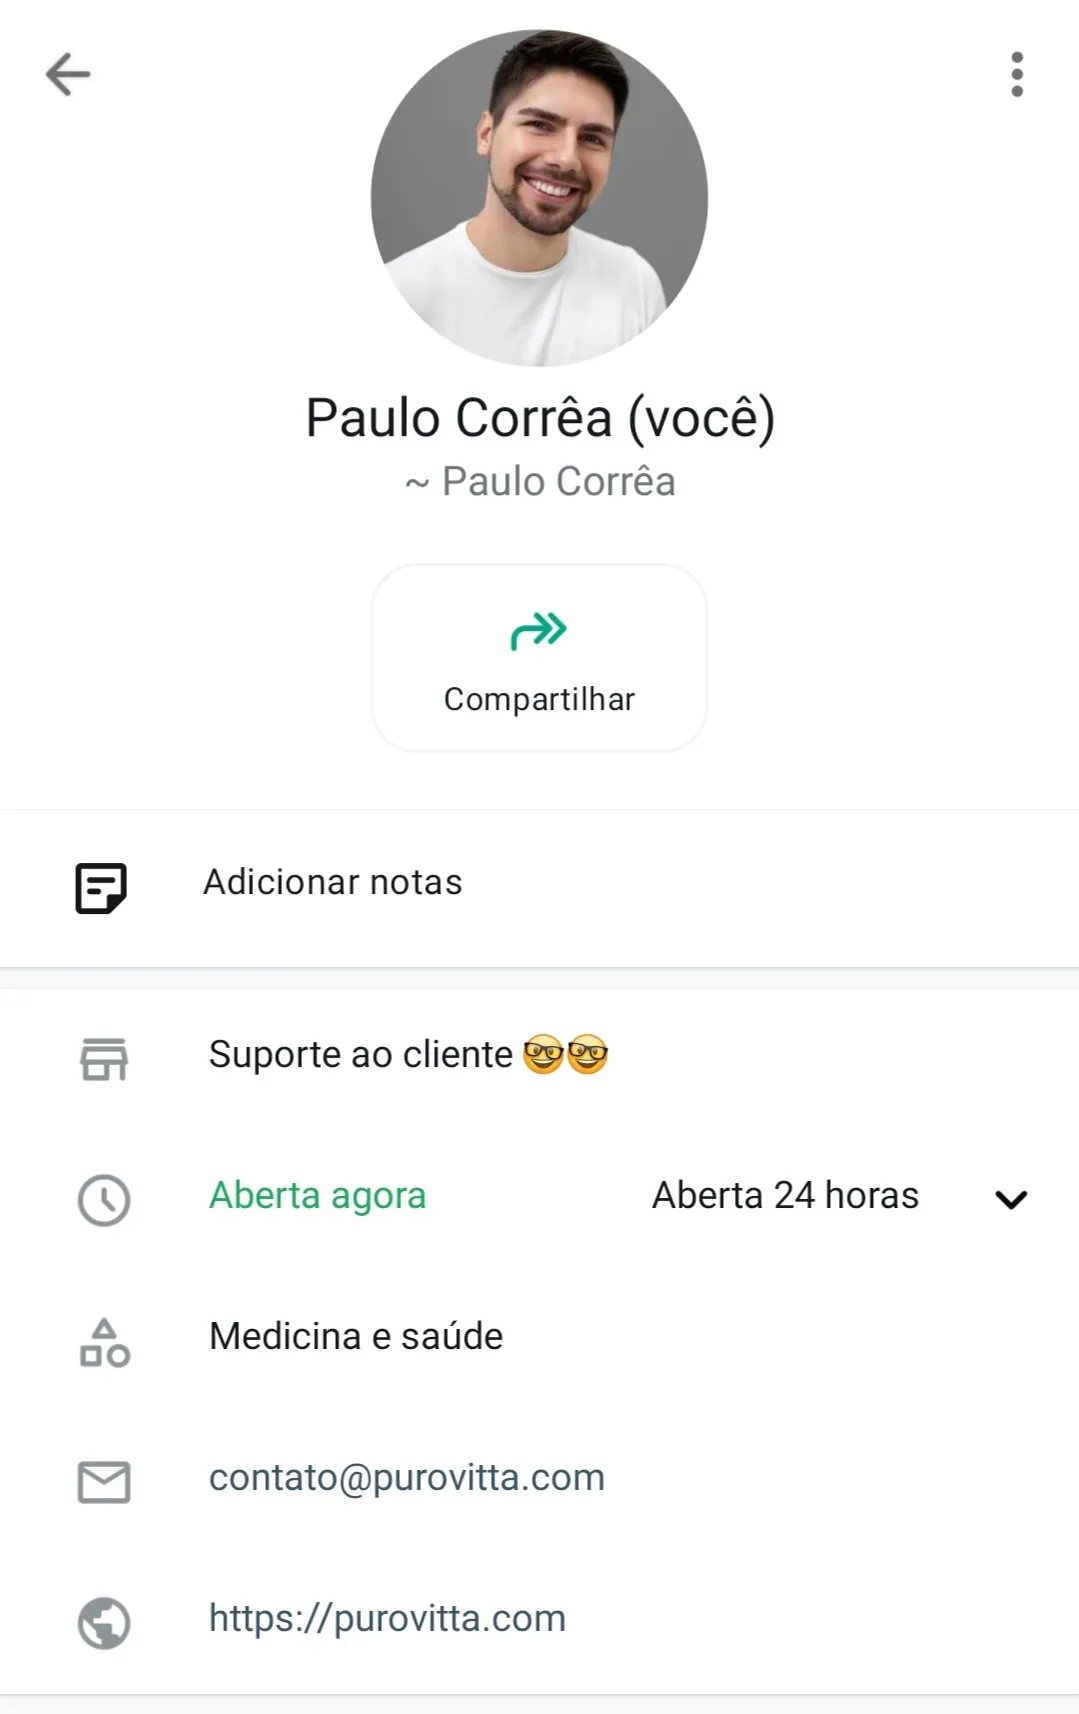 Paulo Corrêa (você)
~ Paulo Corrêa
Compartilhar
Adicionar notas
Suporte ao cliente 🤓🤓
Aberta agora Aberta 24 horas
Medicina e saúde
contato@purovitta.com
https://purovitta.com